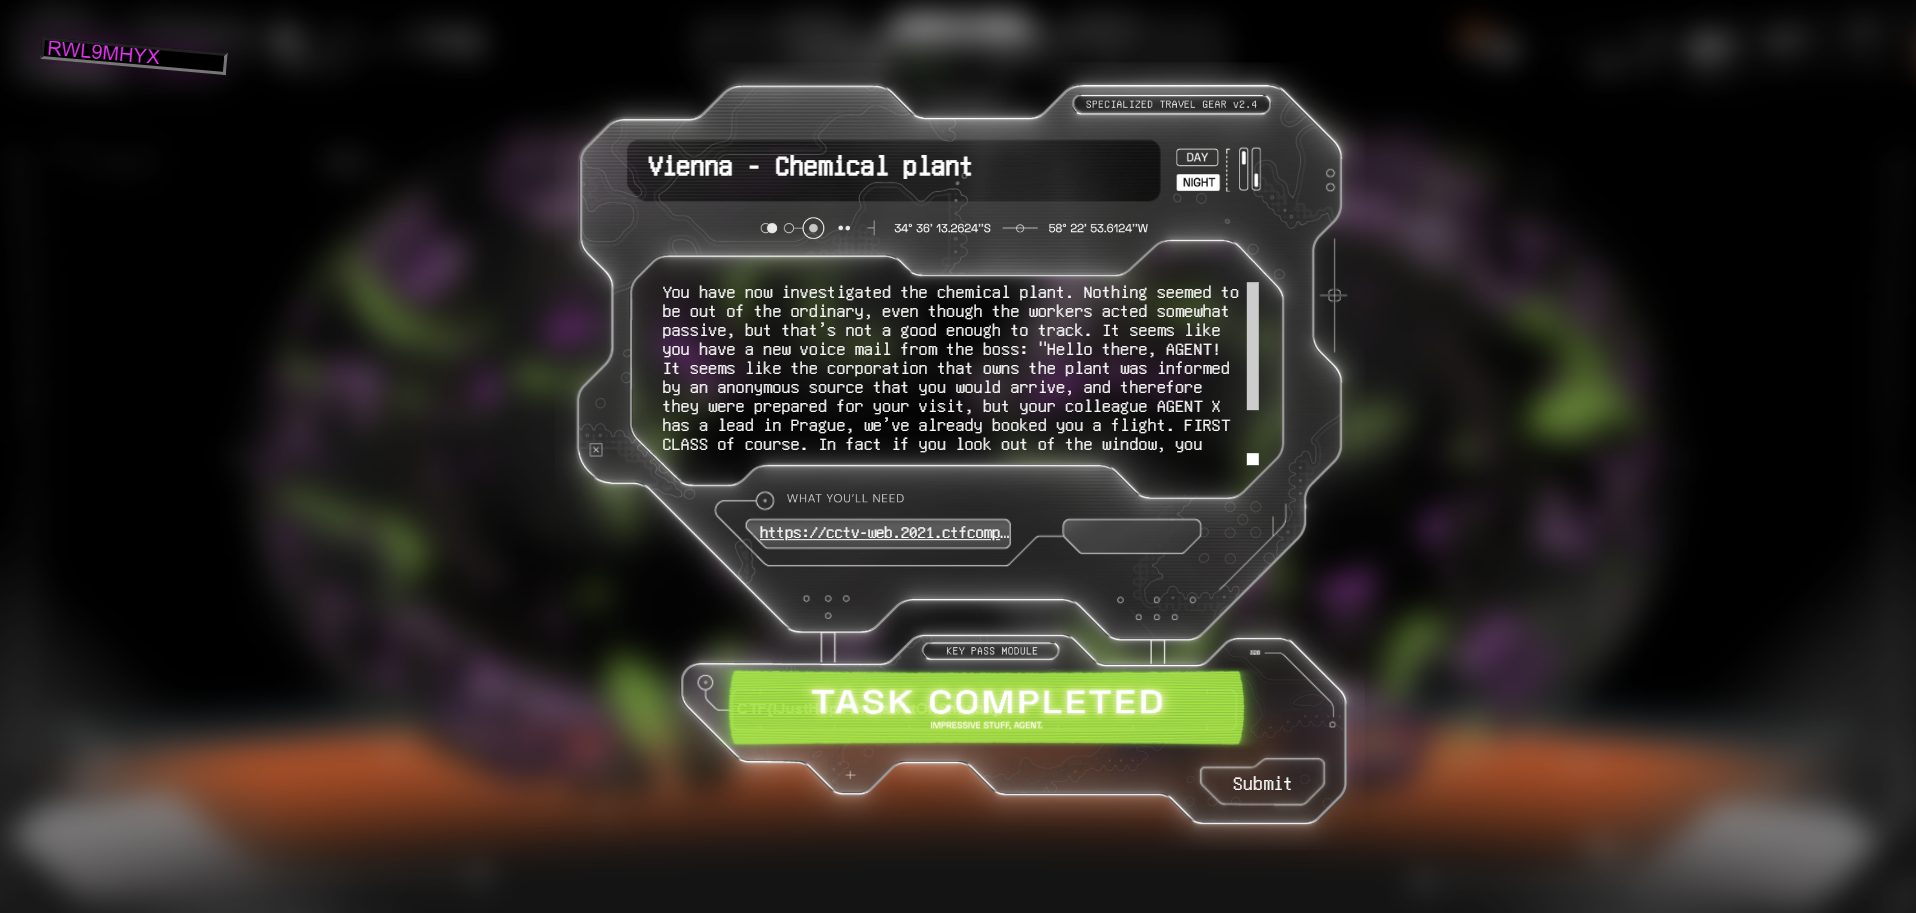 RWL9MHYX
SPECIALIZED TRAVEL GEAR v2.4
Vienna - Chemical plant
DAY
NIGHT
34° 36' 13.2624"S
58° 22' 53.6124"W
You have now investigated the chemical plant. Nothing seemed to
be out of the ordinary, even though the workers acted somewhat
passive, but that's not a good enough to track. It seems like
you have a new voice mail from the boss: "Hello there, AGENT!
It seems like the corporation that owns the plant was informed
by an anonymous source that you would arrive, and therefore
they were prepared for your visit, but your colleague AGENT X
has a lead in Prague, we've already booked you a flight. FIRST
CLASS of course. In fact if you look out of the window, you
WHAT YOU'LL NEED
https://cctv-web.2021.ctfcomp…
KEY PASS MODULE
TASK COMPLETED
IMPRESSIVE STUFF, AGENT.
Submit